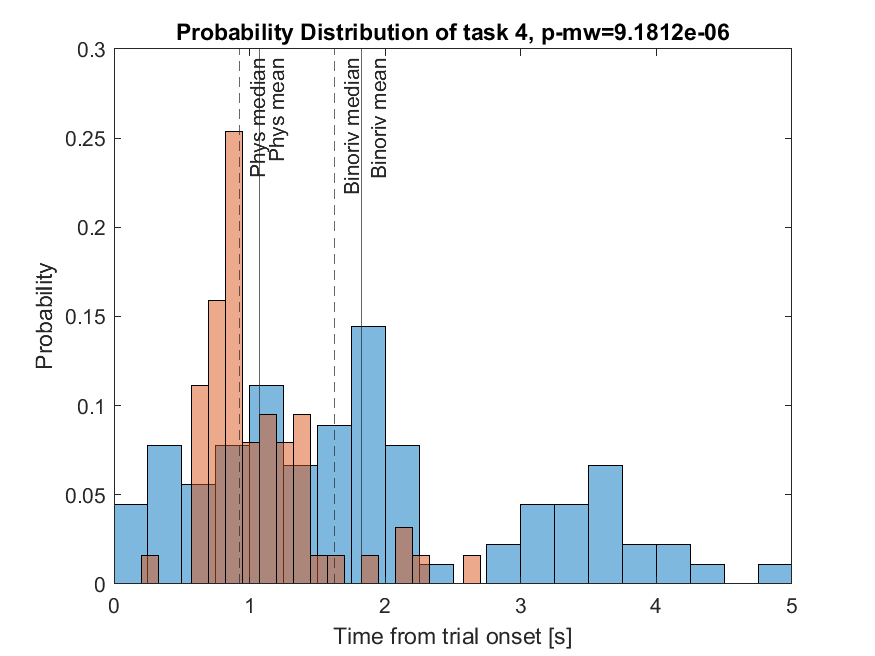 Probability Distribution of task 4, p-mw=9.1812e-06
0.3
0.25
0.2
0.15
0.1
0.05
0
Probability
Phys median
Phys mean
Binoriv median
Binoriv mean
0 1 2 3 4 5
Time from trial onset [s]